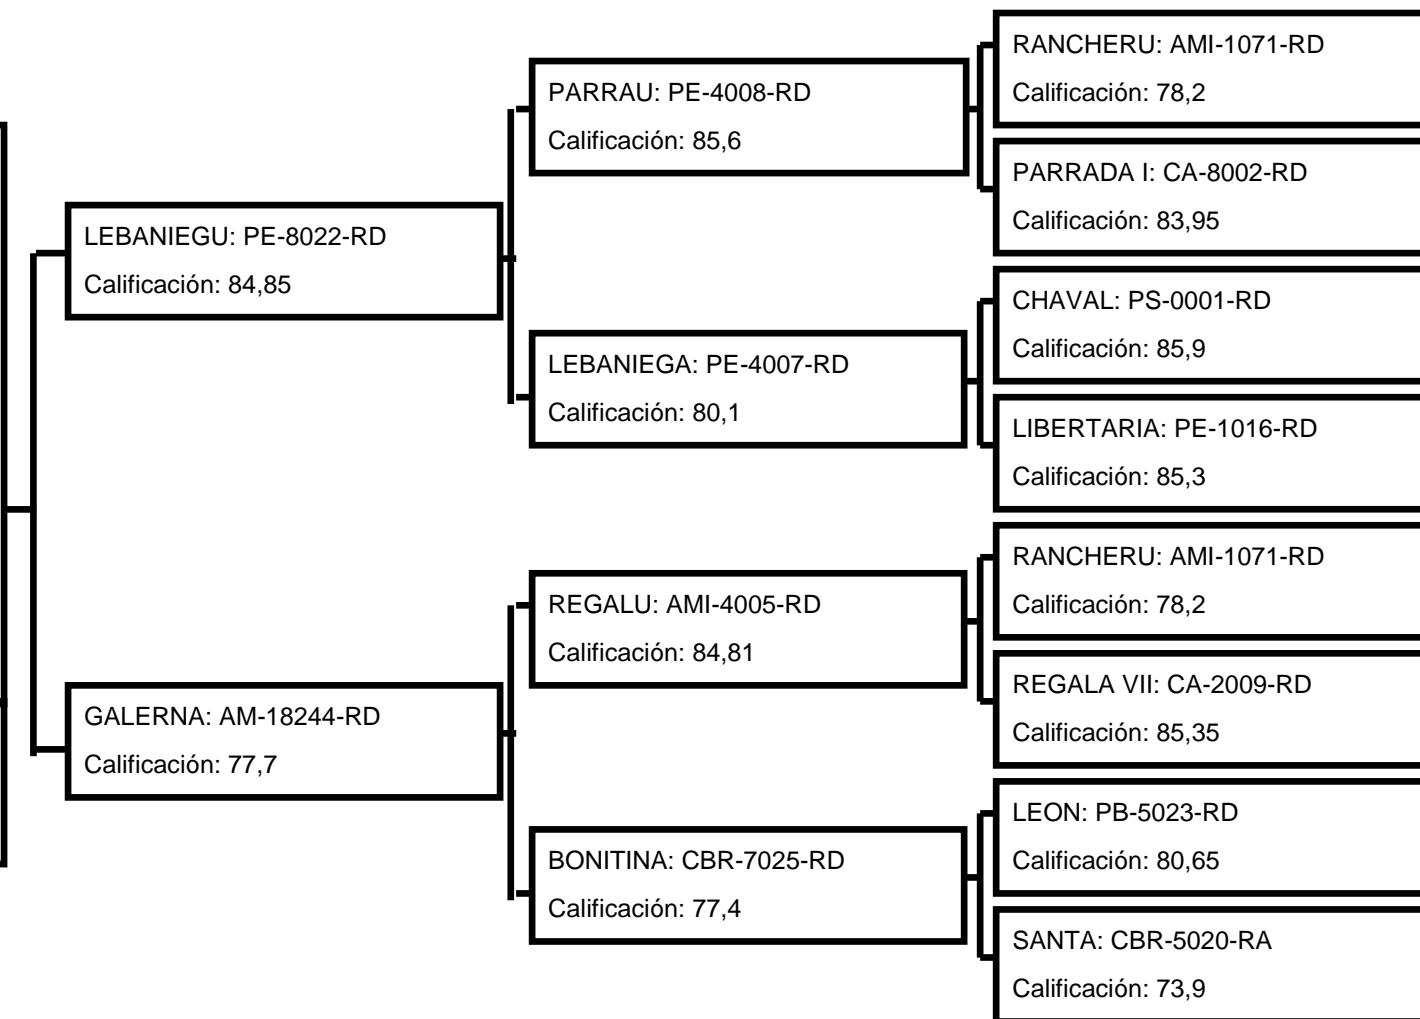 LEBANIEGU: PE-8022-RD
Calificación: 84,85
GALERNA: AM-18244-RD
Calificación: 77,7
PARRAU: PE-4008-RD
Calificación: 85,6
LEBANIEGA: PE-4007-RD
Calificación: 80,1
REGALU: AMI-4005-RD
Calificación: 84,81
BONITINA: CBR-7025-RD
Calificación: 77,4
RANCHERU: AMI-1071-RD
Calificación: 78,2
PARRADA I: CA-8002-RD
Calificación: 83,95
CHAVAL: PS-0001-RD
Calificación: 85,9
LIBERTARIA: PE-1016-RD
Calificación: 85,3
RANCHERU: AMI-1071-RD
Calificación: 78,2
REGALA VII: CA-2009-RD
Calificación: 85,35
LEON: PB-5023-RD
Calificación: 80,65
SANTA: CBR-5020-RA
Calificación: 73,9